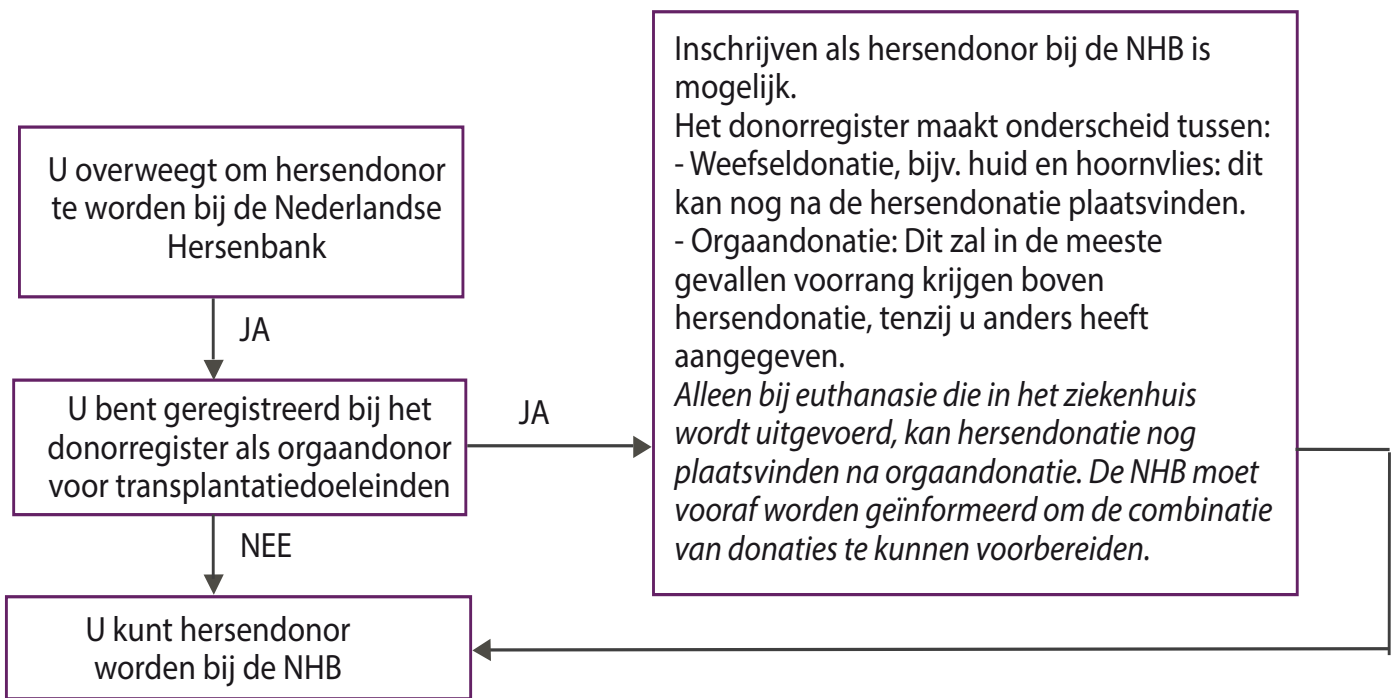 U overweegt om hersendonor
te worden bij de Nederlandse
Hersenbank
JA
U bent geregistreerd bij het
donorregister als orgaandonor
voor transplantatiedoeleinden
JA
Inschrijven als hersendonor bij de NHB is
mogelijk.
Het donorregister maakt onderscheid tussen:
- Weefseldonatie, bijv. huid en hoornvlies: dit
kan nog na de hersendonatie plaatsvinden.
- Orgaandonatie: Dit zal in de meeste
gevallen voorrang krijgen boven
hersendonatie, tenzij u anders heeft
aangegeven.
Alleen bij euthanasie die in het ziekenhuis
wordt uitgevoerd, kan hersendonatie nog
plaatsvinden na orgaandonatie. De NHB moet
vooraf worden geïnformeerd om de combinatie
van donaties te kunnen voorbereiden.
NEE
U kunt hersendonor
worden bij de NHB